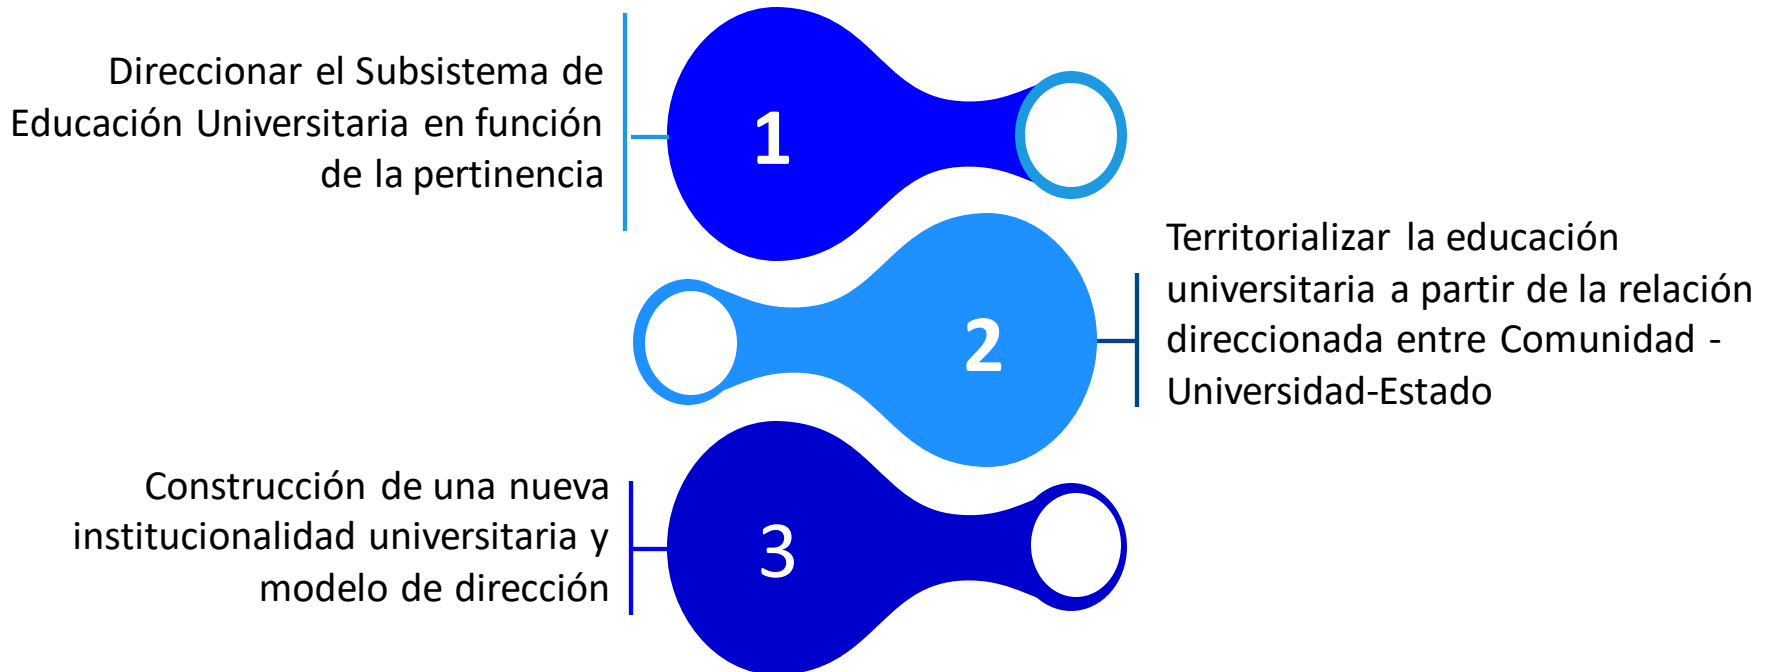 Direccionar el Subsistema de
Educación Universitaria en función
de la pertinencia
1
Territorializar la educación
universitaria a partir de la relación
direccionada entre Comunidad -
Universidad-Estado
2
Construcción de una nueva
institucionalidad universitaria y
modelo de dirección
3